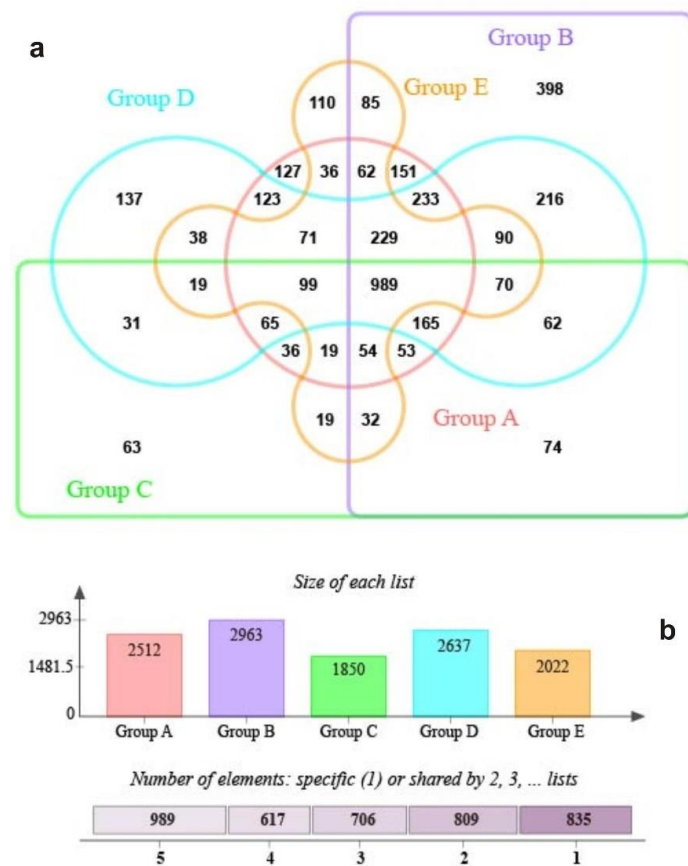 a
Group B
Group E
398
Group D
110 85
127 36 62 151
137 123 233 216
38 71 229 90
19 99 989 70
31 65 165 62
36 19 54 53
19 32
Group A
63 74
Group C
Size of each list
b
2963
1481.5
0
2512
2963
1850
2637
2022
Group A Group B Group C Group D Group E
Number of elements: specific (1) or shared by 2, 3, ... lists
989 617 706 809 835
5 4 3 2 1